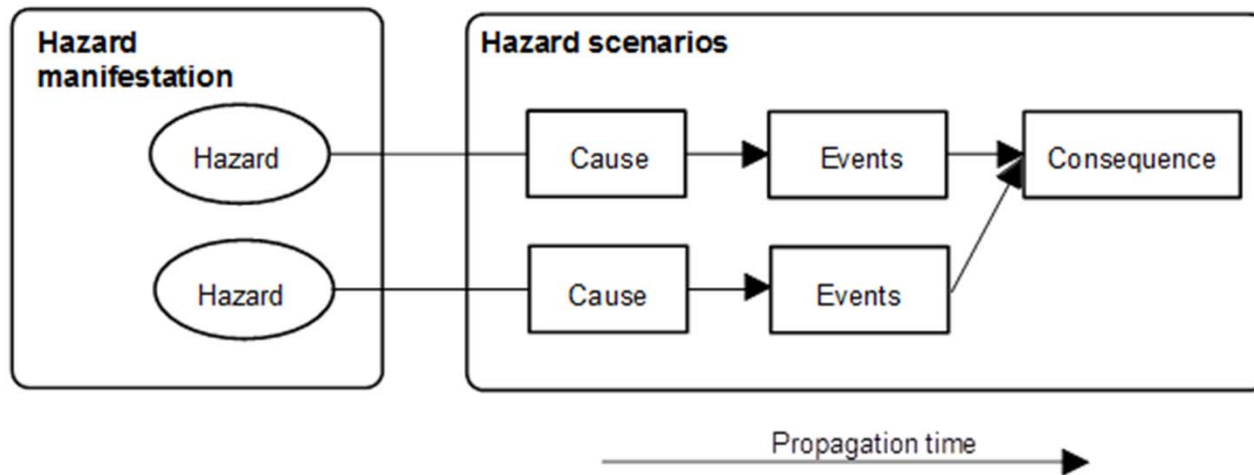 Hazard
manifestation
Hazard scenarios
Hazard
Cause
Events
Consequence
Hazard
Cause
Events
Propagation time